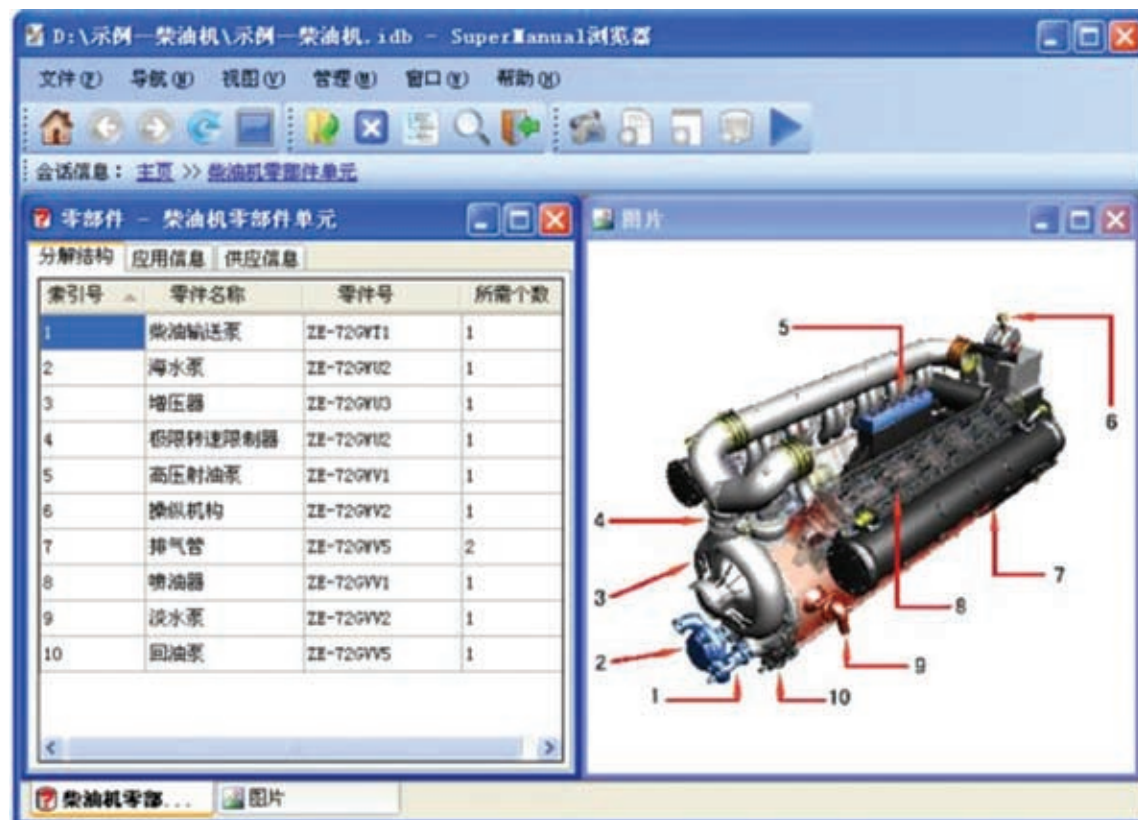 D:\示例一柴油机\示例一柴油机.idb - SuperManual浏览器
文件(F) 导航(N) 视图(V) 管理(M) 窗口(W) 帮助(H)
会话信息： 主页 >> 柴油机零部件单元
零部件 - 柴油机零部件单元
分解结构 应用信息 供应信息
索引号 零件名称 零件号 所需个数
1 柴油输送泵 ZE-72GWT1 1
2 海水泵 ZE-72GWU2 1
3 增压器 ZE-72GWU3 1
4 极限转速限制器 ZE-72GWU2 1
5 高压射油泵 ZE-72GWV1 1
6 操纵机构 ZE-72GWV2 1
7 排气管 ZE-72GWV5 2
8 喷油器 ZE-72GVV1 1
9 淡水泵 ZE-72GVV2 1
10 回油泵 ZE-72GVV5 1
图片
5
6
4
3
7
8
2
9
1
10
柴油机零部...
图片